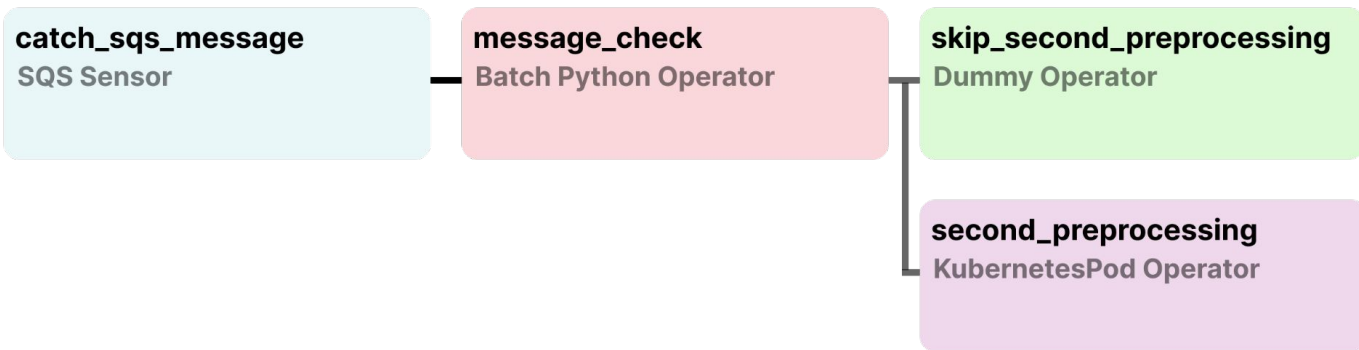 catch_sqs_message
SQS Sensor
message_check
Batch Python Operator
skip_second_preprocessing
Dummy Operator
second_preprocessing
KubernetesPod Operator